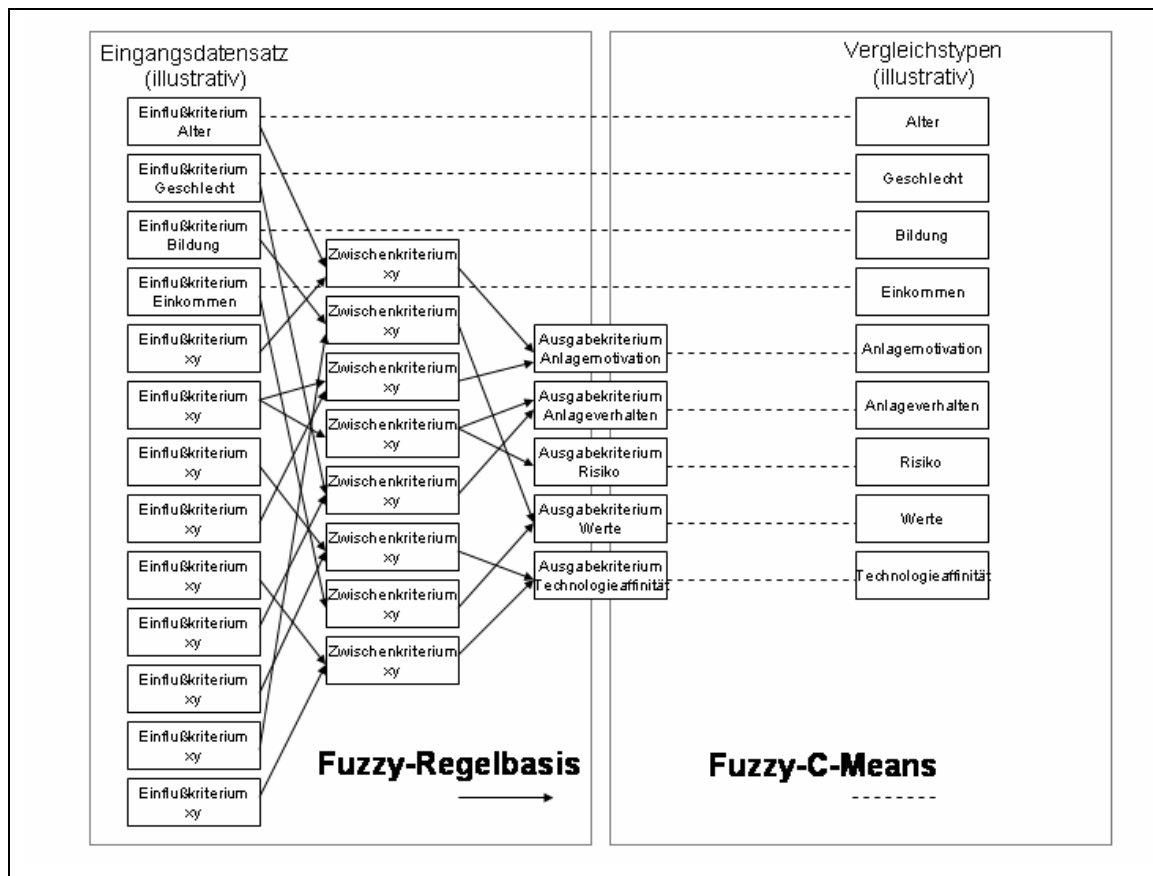 Eingangsdatensatz
(illustrativ)
Einflußkriterium
Alter
Einflußkriterium
Geschlecht
Einflußkriterium
Bildung
Einflußkriterium
Einkommen
Einflußkriterium
xy
Einflußkriterium
xy
Einflußkriterium
xy
Einflußkriterium
xy
Einflußkriterium
xy
Einflußkriterium
xy
Einflußkriterium
xy
Einflußkriterium
xy
Einflußkriterium
xy
Zwischenkriterium
xy
Zwischenkriterium
xy
Zwischenkriterium
xy
Zwischenkriterium
xy
Zwischenkriterium
xy
Zwischenkriterium
xy
Zwischenkriterium
xy
Zwischenkriterium
xy
Ausgabekriterium
Anlagemotivation
Ausgabekriterium
Anlageverhalten
Ausgabekriterium
Risiko
Ausgabekriterium
Werte
Ausgabekriterium
Technologieaffinität
Fuzzy-Regelbasis
Vergleichstypen
(illustrativ)
Alter
Geschlecht
Bildung
Einkommen
Anlagemotivation
Anlageverhalten
Risiko
Werte
Technologieaffinität
Fuzzy-C-Means